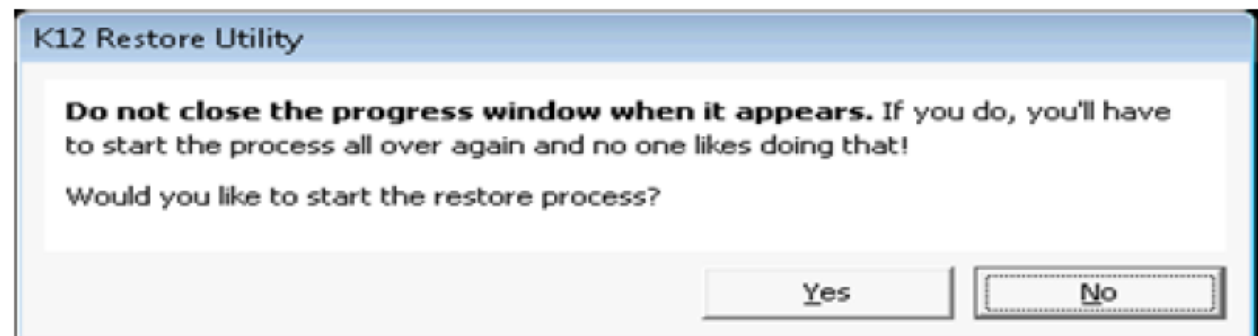 K12 Restore Utility
Do not close the progress window when it appears. If you do, you'll have
to start the process all over again and no one likes doing that!
Would you like to start the restore process?
Yes
No